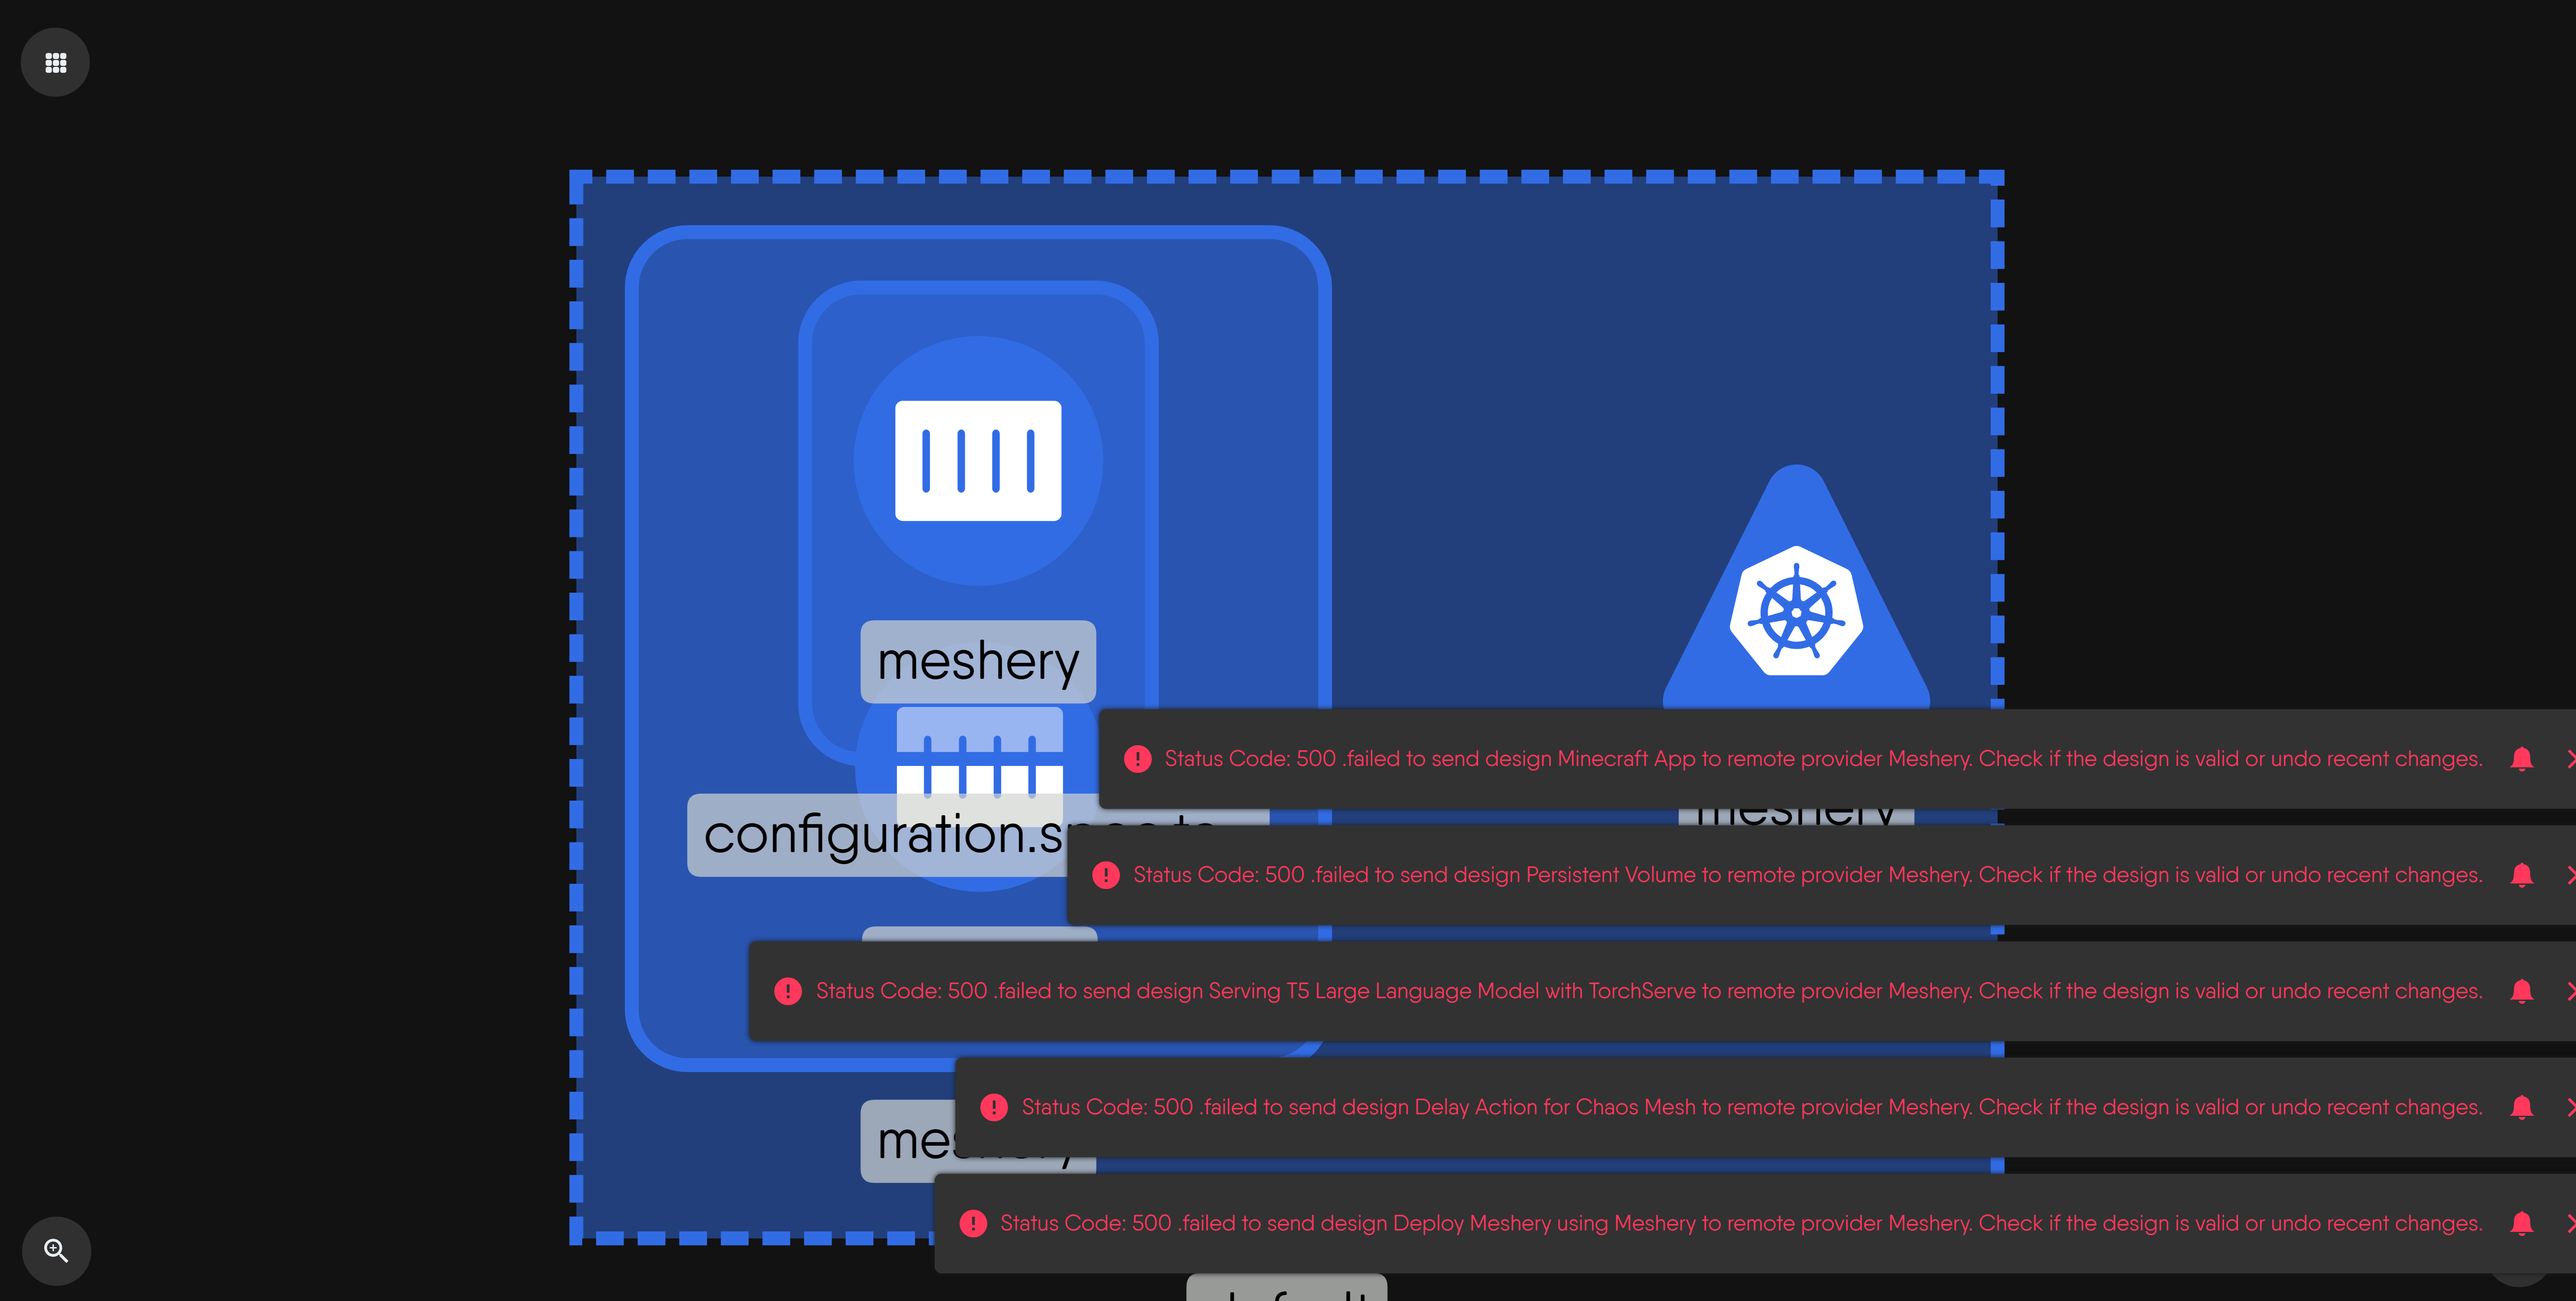 meshery
Status Code: 500 .failed to send design Minecraft App to remote provider Meshery. Check if the design is valid or undo recent changes.
meshery
configuration.s
Status Code: 500 .failed to send design Persistent Volume to remote provider Meshery. Check if the design is valid or undo recent changes.
Status Code: 500 .failed to send design Serving T5 Large Language Model with TorchServe to remote provider Meshery. Check if the design is valid or undo recent changes.
Status Code: 500 .failed to send design Delay Action for Chaos Mesh to remote provider Meshery. Check if the design is valid or undo recent changes.
meshery
Status Code: 500 .failed to send design Deploy Meshery using Meshery to remote provider Meshery. Check if the design is valid or undo recent changes.
default